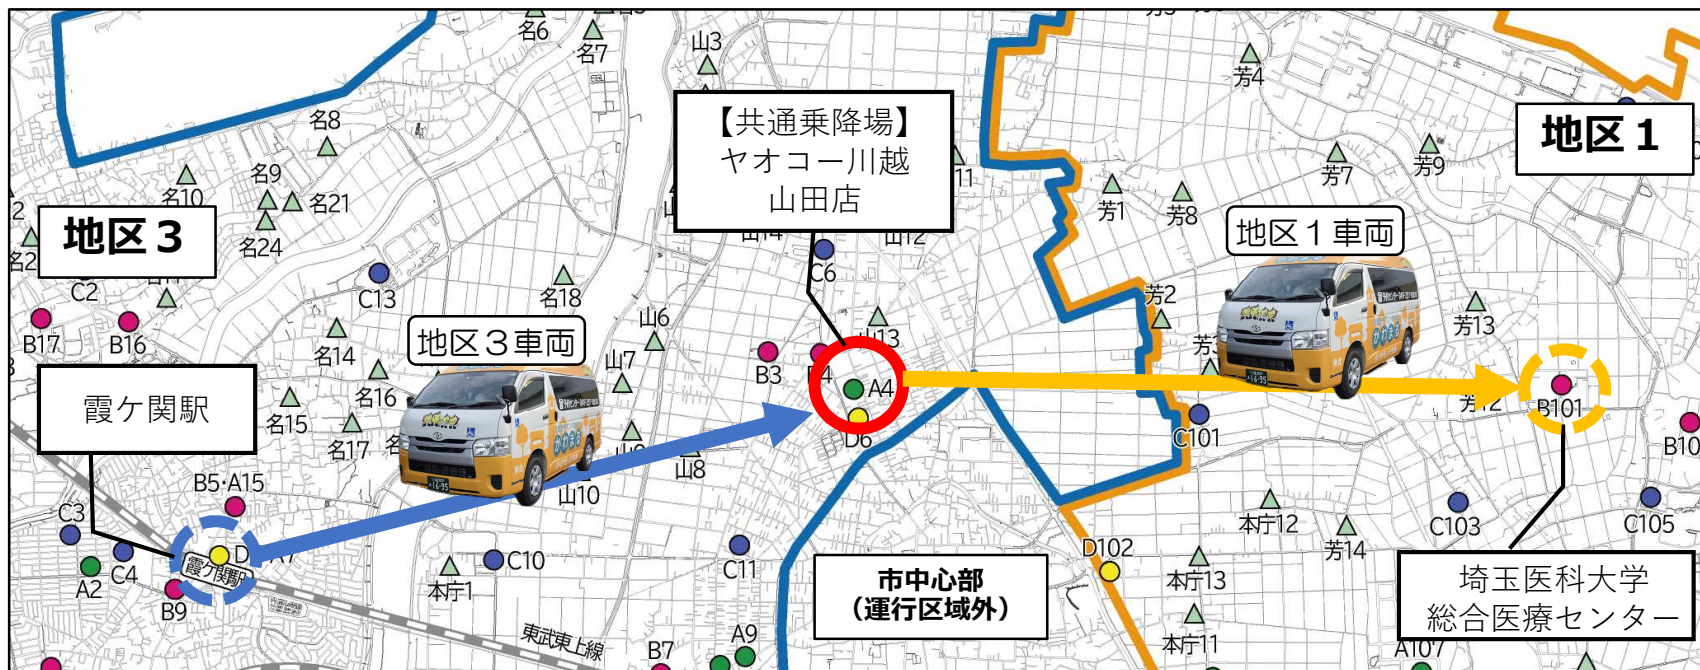 名6
名7
山3
芳4
【共通乗降場】
ヤオコー川越
山田店
地区１
名8
芳7
芳9
名9
名10
名21
名24
芳1
芳8
地区３
地区１車両
山12
C6
C2
C13
名18
芳2
芳13
B17
B16
名14
地区３車両
山6
山7
山13
B3
A4
D6
霞ケ関駅
名16
名15
名17
山8
山10
C101
B101
B10
B5·A15
C3
A2
C4
B9
霞ケ関駅
本庁1
C10
C11
市中心部
（運行区域外）
D102
本庁12
本庁13
本庁11
芳14
C103
C105
埼玉医科大学
総合医療センター
東武東上線
B7
A9
A107
1695
1695